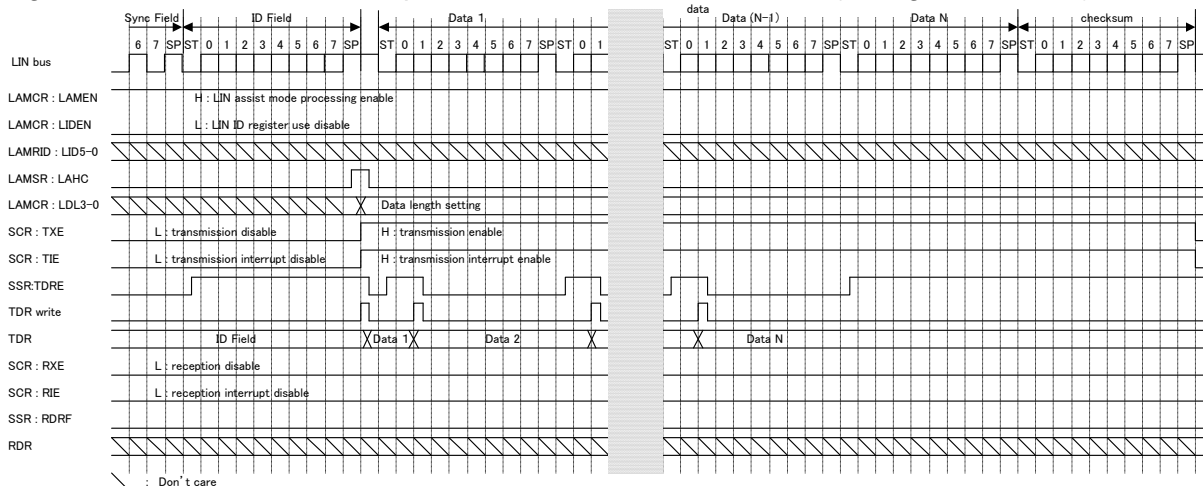 data
Sync Field ID Field Data 1 Data (N-1) Data N checksum
6 7 SP ST 0 1 2 3 4 5 6 7 SP ST 0 1 2 3 4 5 6 7 SP ST 0 1 ST 0 1 2 3 4 5 6 7 SP ST 0 1 2 3 4 5 6 7 SP ST 0 1 2 3 4 5 6 7 SP
LIN bus
LAMCR : LAMEN H : LIN assist mode processing enable
LAMCR : LIDEN L : LIN ID register use disable
LAMRID : LID5-0
LAMSR : LAHC
LAMCR : LDL3-0 Data length setting
SCR : TXE L : transmission disable H : transmission enable
SCR : TIE L : transmission interrupt disable H : transmission interrupt enable
SSR:TDRE
TDR write
TDR ID Field Data 1 Data 2 Data N
SCR : RXE L : reception disable
SCR : RIE L : reception interrupt disable
SSR : RDRF
RDR
: Don't care